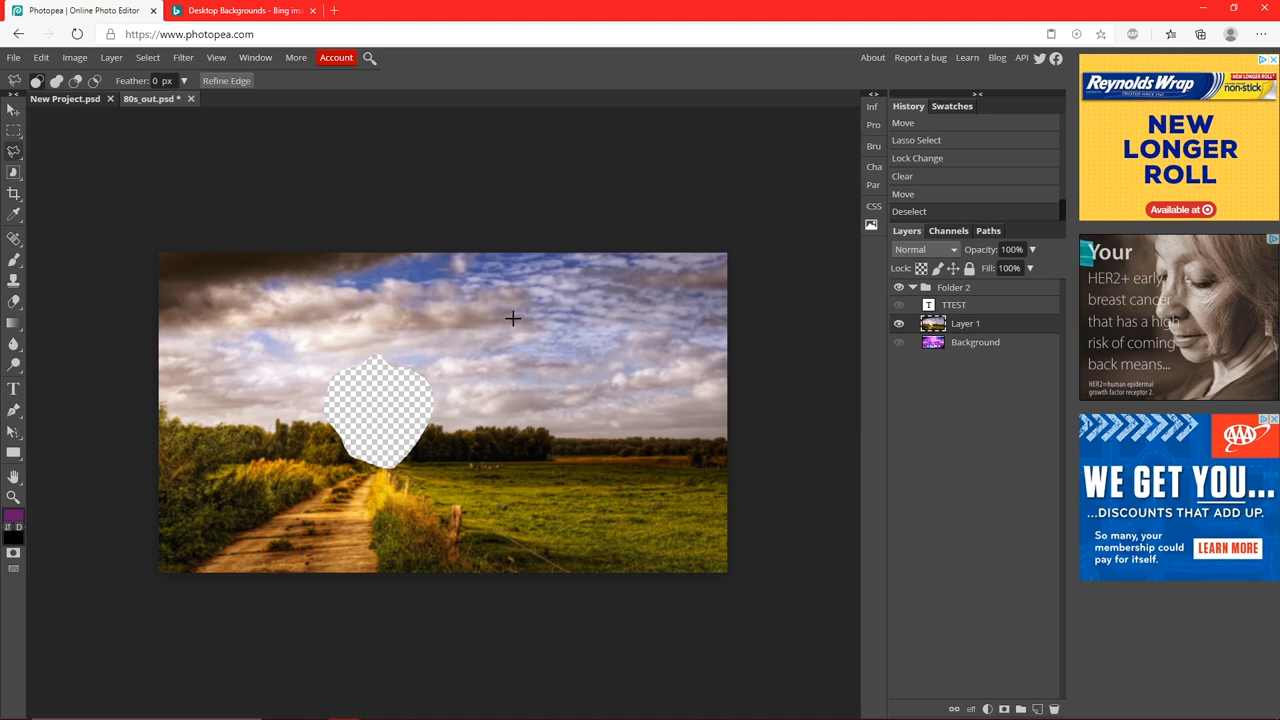 Photopea | Online Photo Editor
Desktop Backgrounds - Bing ima
https://www.photopea.com
File Edit Image Layer Select Filter View Window More Account
About Report a bug Learn Blog API
Feather: 0 px Refine Edge
New Project.psd 80s_out.psd *
Inf
Pro
Bru
Cha
Par
CSS
History Swatches
Move
Lasso Select
Lock Change
Clear
Move
Deselect
Layers Channels Paths
Normal Opacity: 100%
Lock: Fill: 100%
Folder 2
T TTEST
Layer 1
Background
T
D
Reynolds Wrap
NEW LONGER ROLL
non-stick
NEW
LONGER
ROLL
Available at
Your
HER2+ early
breast cancer
that has a high
risk of coming
back means...
HER2=human epidermal
growth factor receptor 2.
AAA
WE GET YOU...
...DISCOUNTS THAT ADD UP.
So many, your
membership could
pay for itself.
LEARN MORE